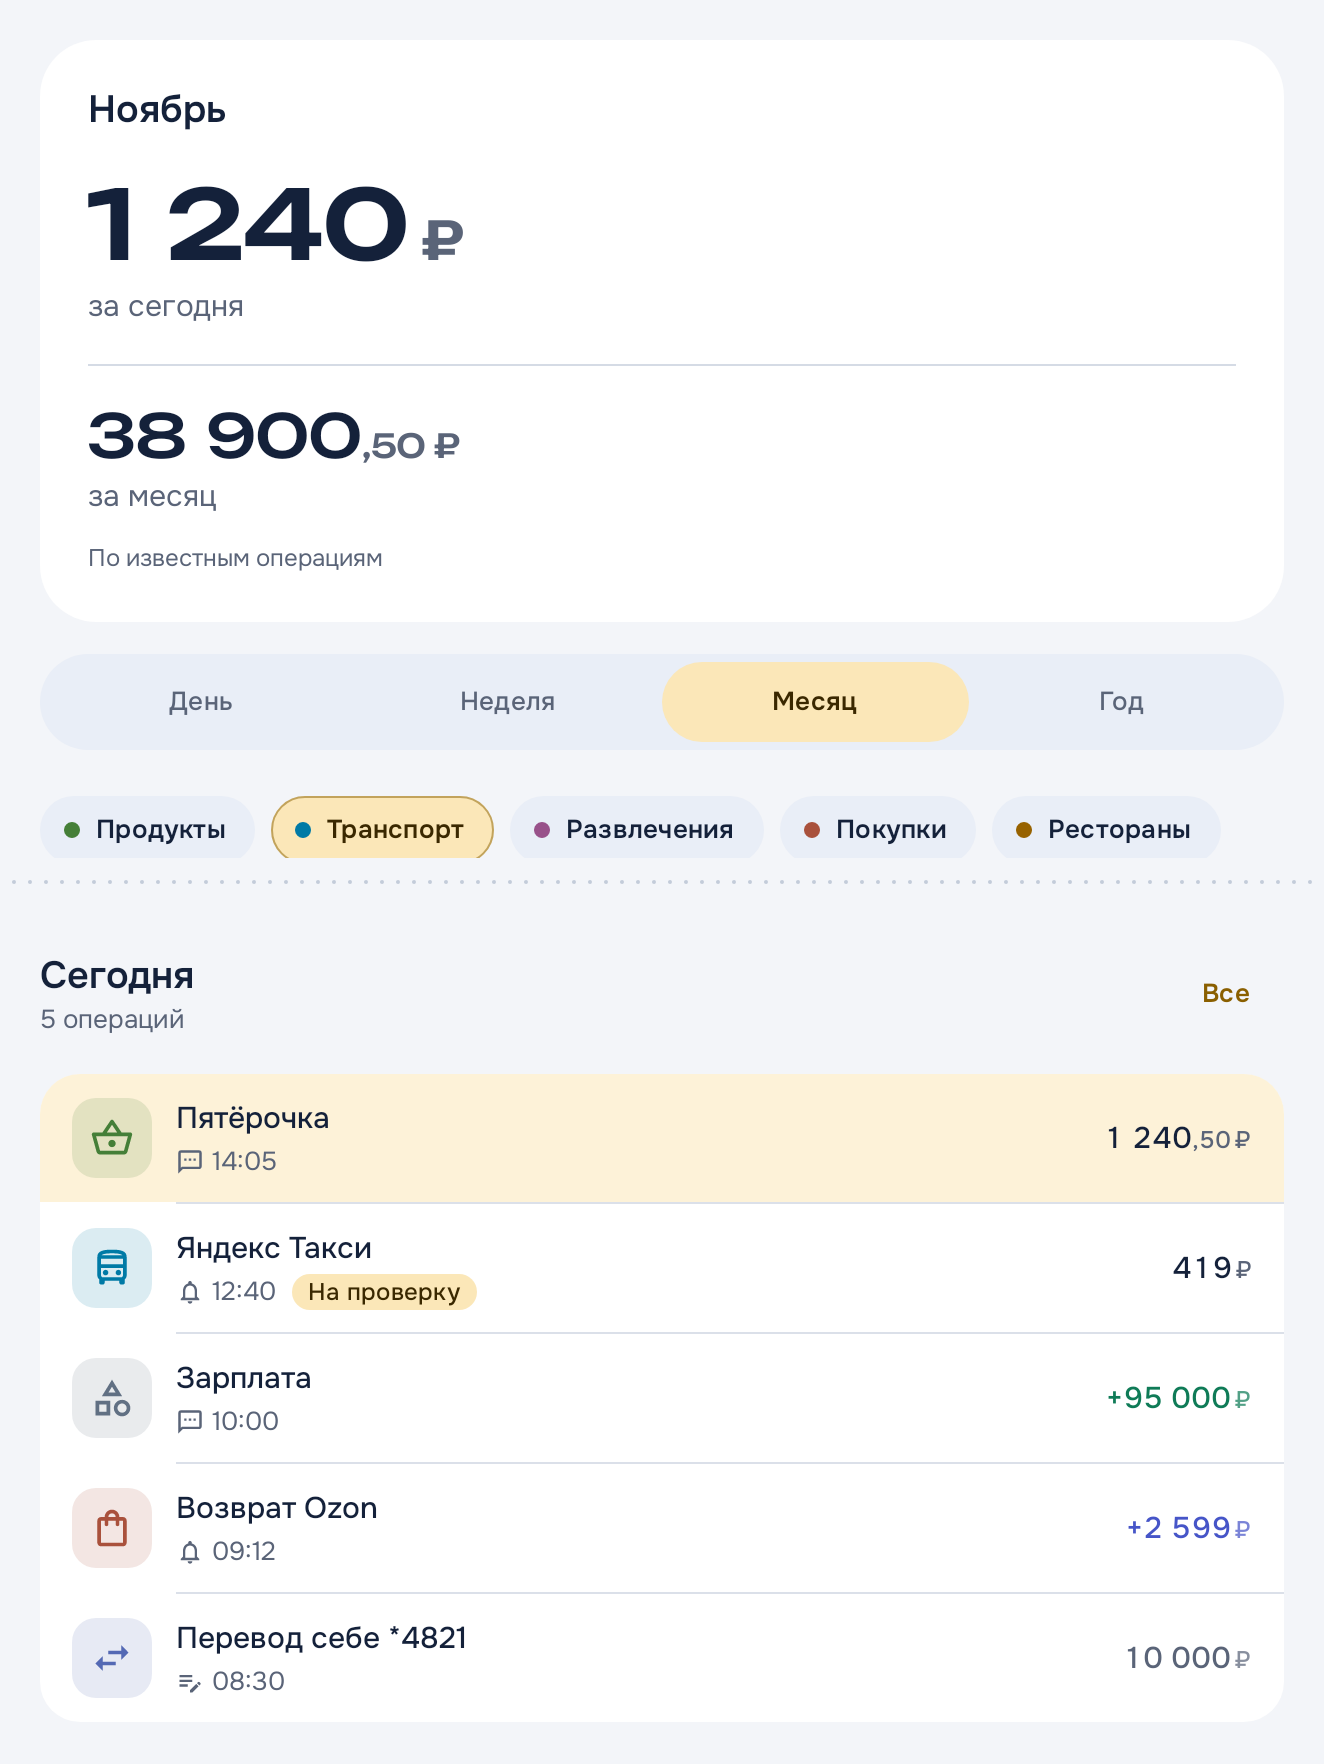 Ноябрь
1 240 ₽
за сегодня
38 900,50 ₽
за месяц
По известным операциям
День Неделя Месяц Год
Продукты Транспорт Развлечения Покупки Рестораны
Сегодня
Все
5 операций
Пятёрочка
1 240,50 ₽
14:05
Яндекс Такси
419 ₽
12:40 На проверку
Зарплата
+95 000 ₽
10:00
Возврат Ozon
+2 599 ₽
09:12
Перевод себе *4821
10 000 ₽
08:30